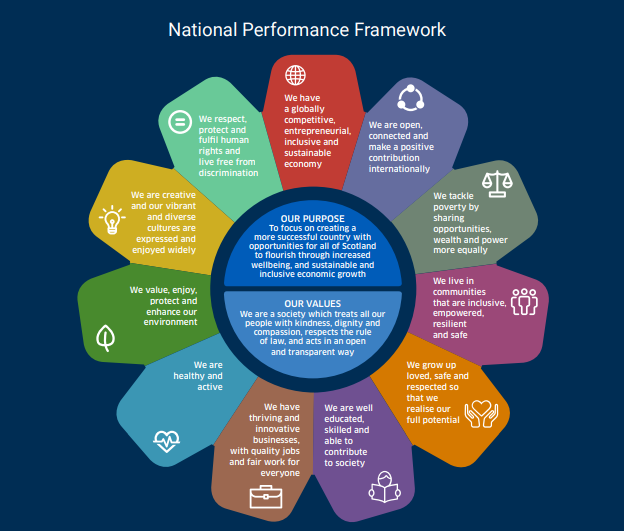 National Performance Framework
We have
a globally
competitive,
entrepreneurial,
inclusive and
sustainable
economy
We are open,
connected and
make a positive
contribution
internationally
We tackle
poverty by
sharing
opportunities,
wealth and power
more equally
We live in
communities
that are inclusive,
empowered,
resilient
and safe
We grow up
loved, safe and
respected so
that we
realise our
full potential
We are well
educated,
skilled and
able to
contribute
to society
We have
thriving and
innovative
businesses,
with quality jobs
and fair work for
everyone
We are
healthy and
active
We value, enjoy,
protect and
enhance our
environment
We are creative
and our vibrant
and diverse
cultures are
expressed and
enjoyed widely
We respect,
protect and
fulfil human
rights and
live free from
discrimination
OUR PURPOSE
To focus on creating a
more successful country with
opportunities for all of Scotland
to flourish through increased
wellbeing, and sustainable and
inclusive economic growth
OUR VALUES
We are a society which treats all our
people with kindness, dignity and
compassion, respects the rule
of law, and acts in an open
and transparent way